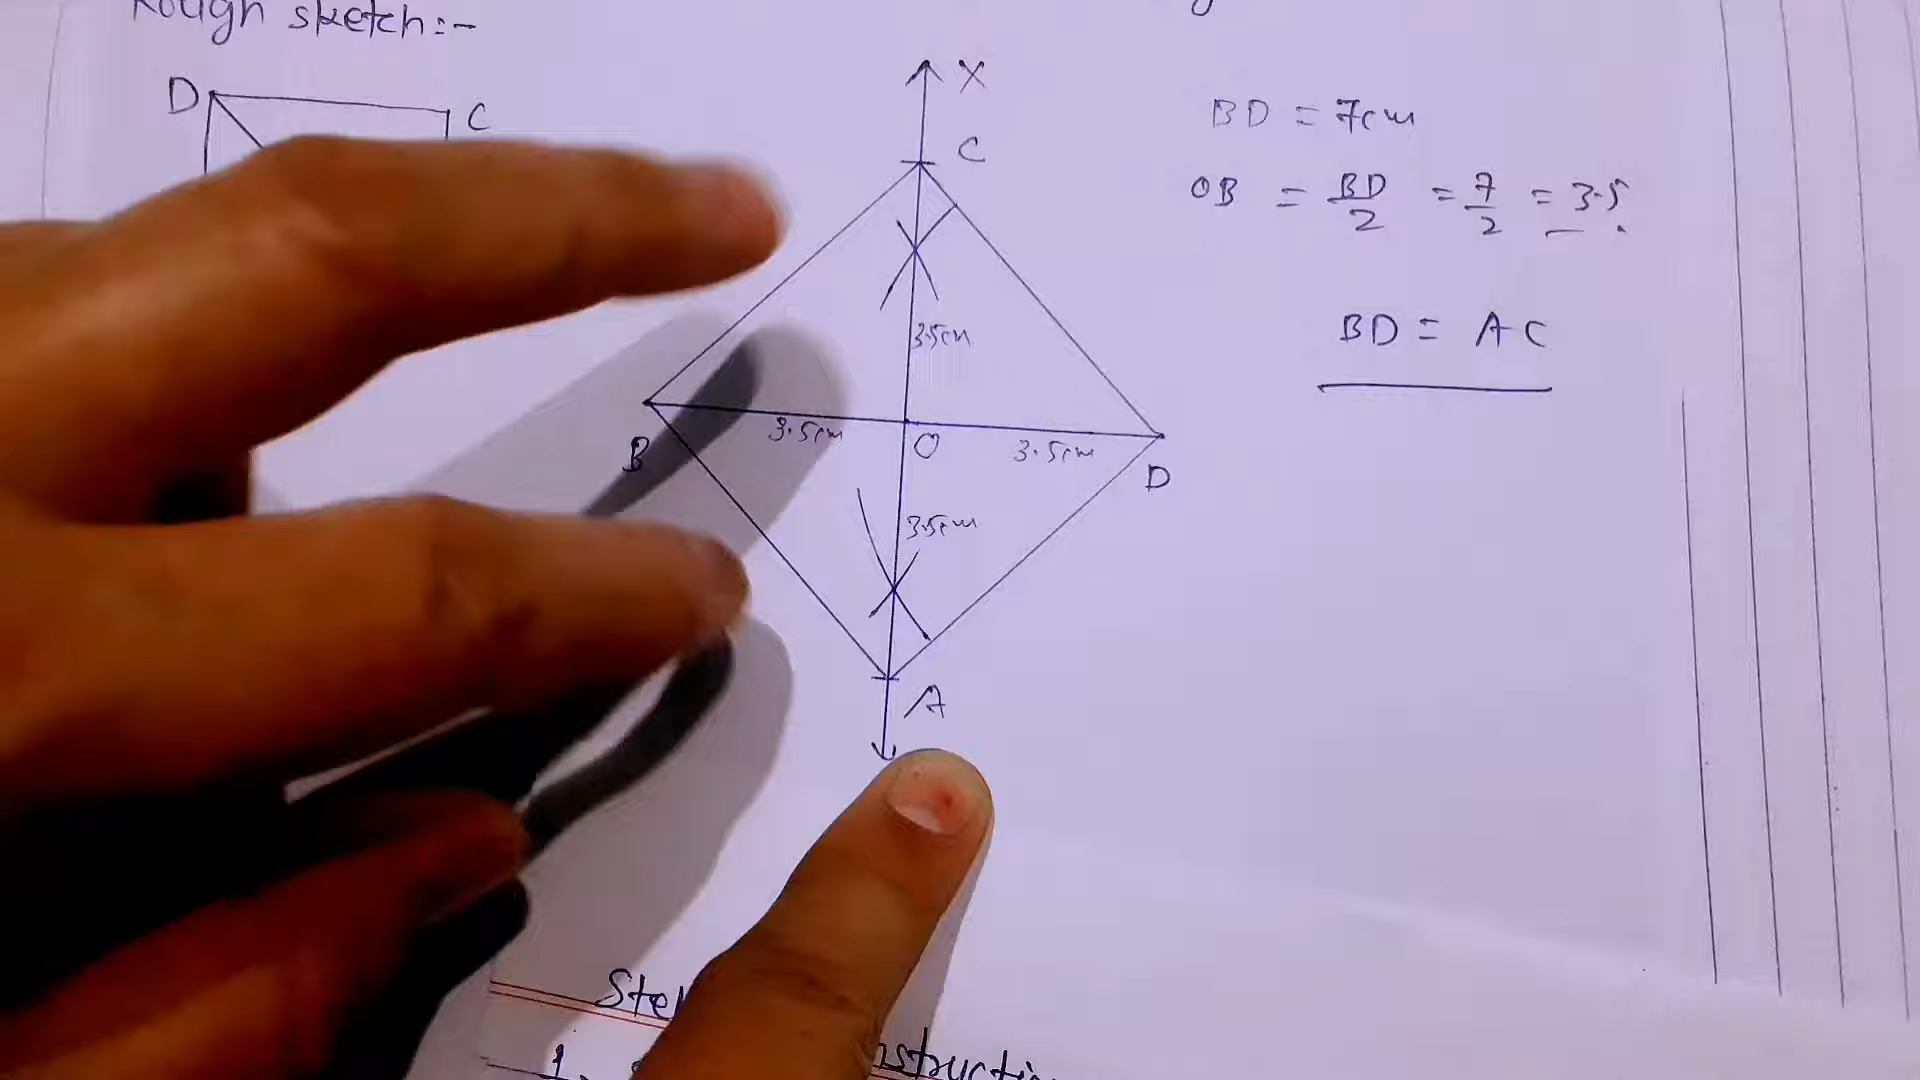 Rough sketch:-
D C
X
C
BD = 7cm
OB = BD/2 = 7/2 = 3.5
3.5cm
BD = AC
3.5cm
O
3.5cm
B
D
3.5cm
A
1.